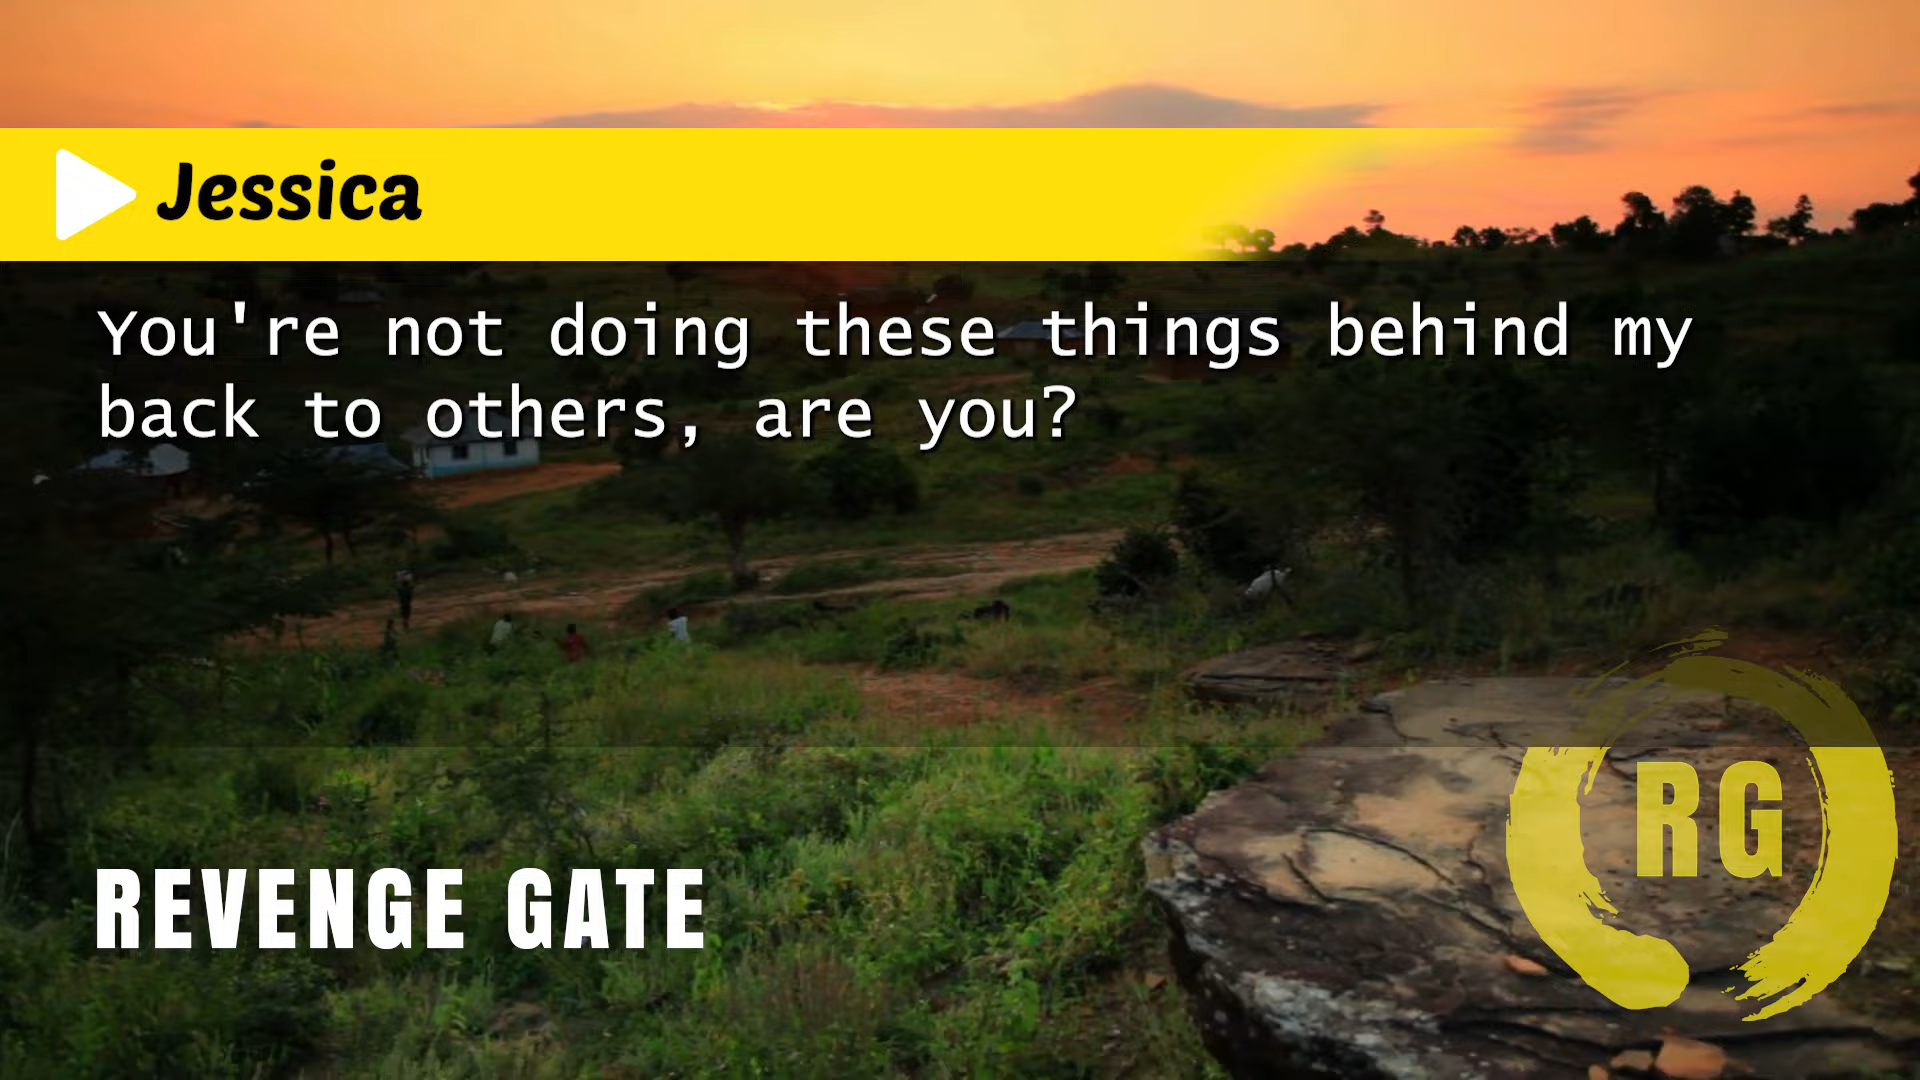 Jessica
You're not doing these things behind my
back to others, are you?
REVENGE GATE
RG